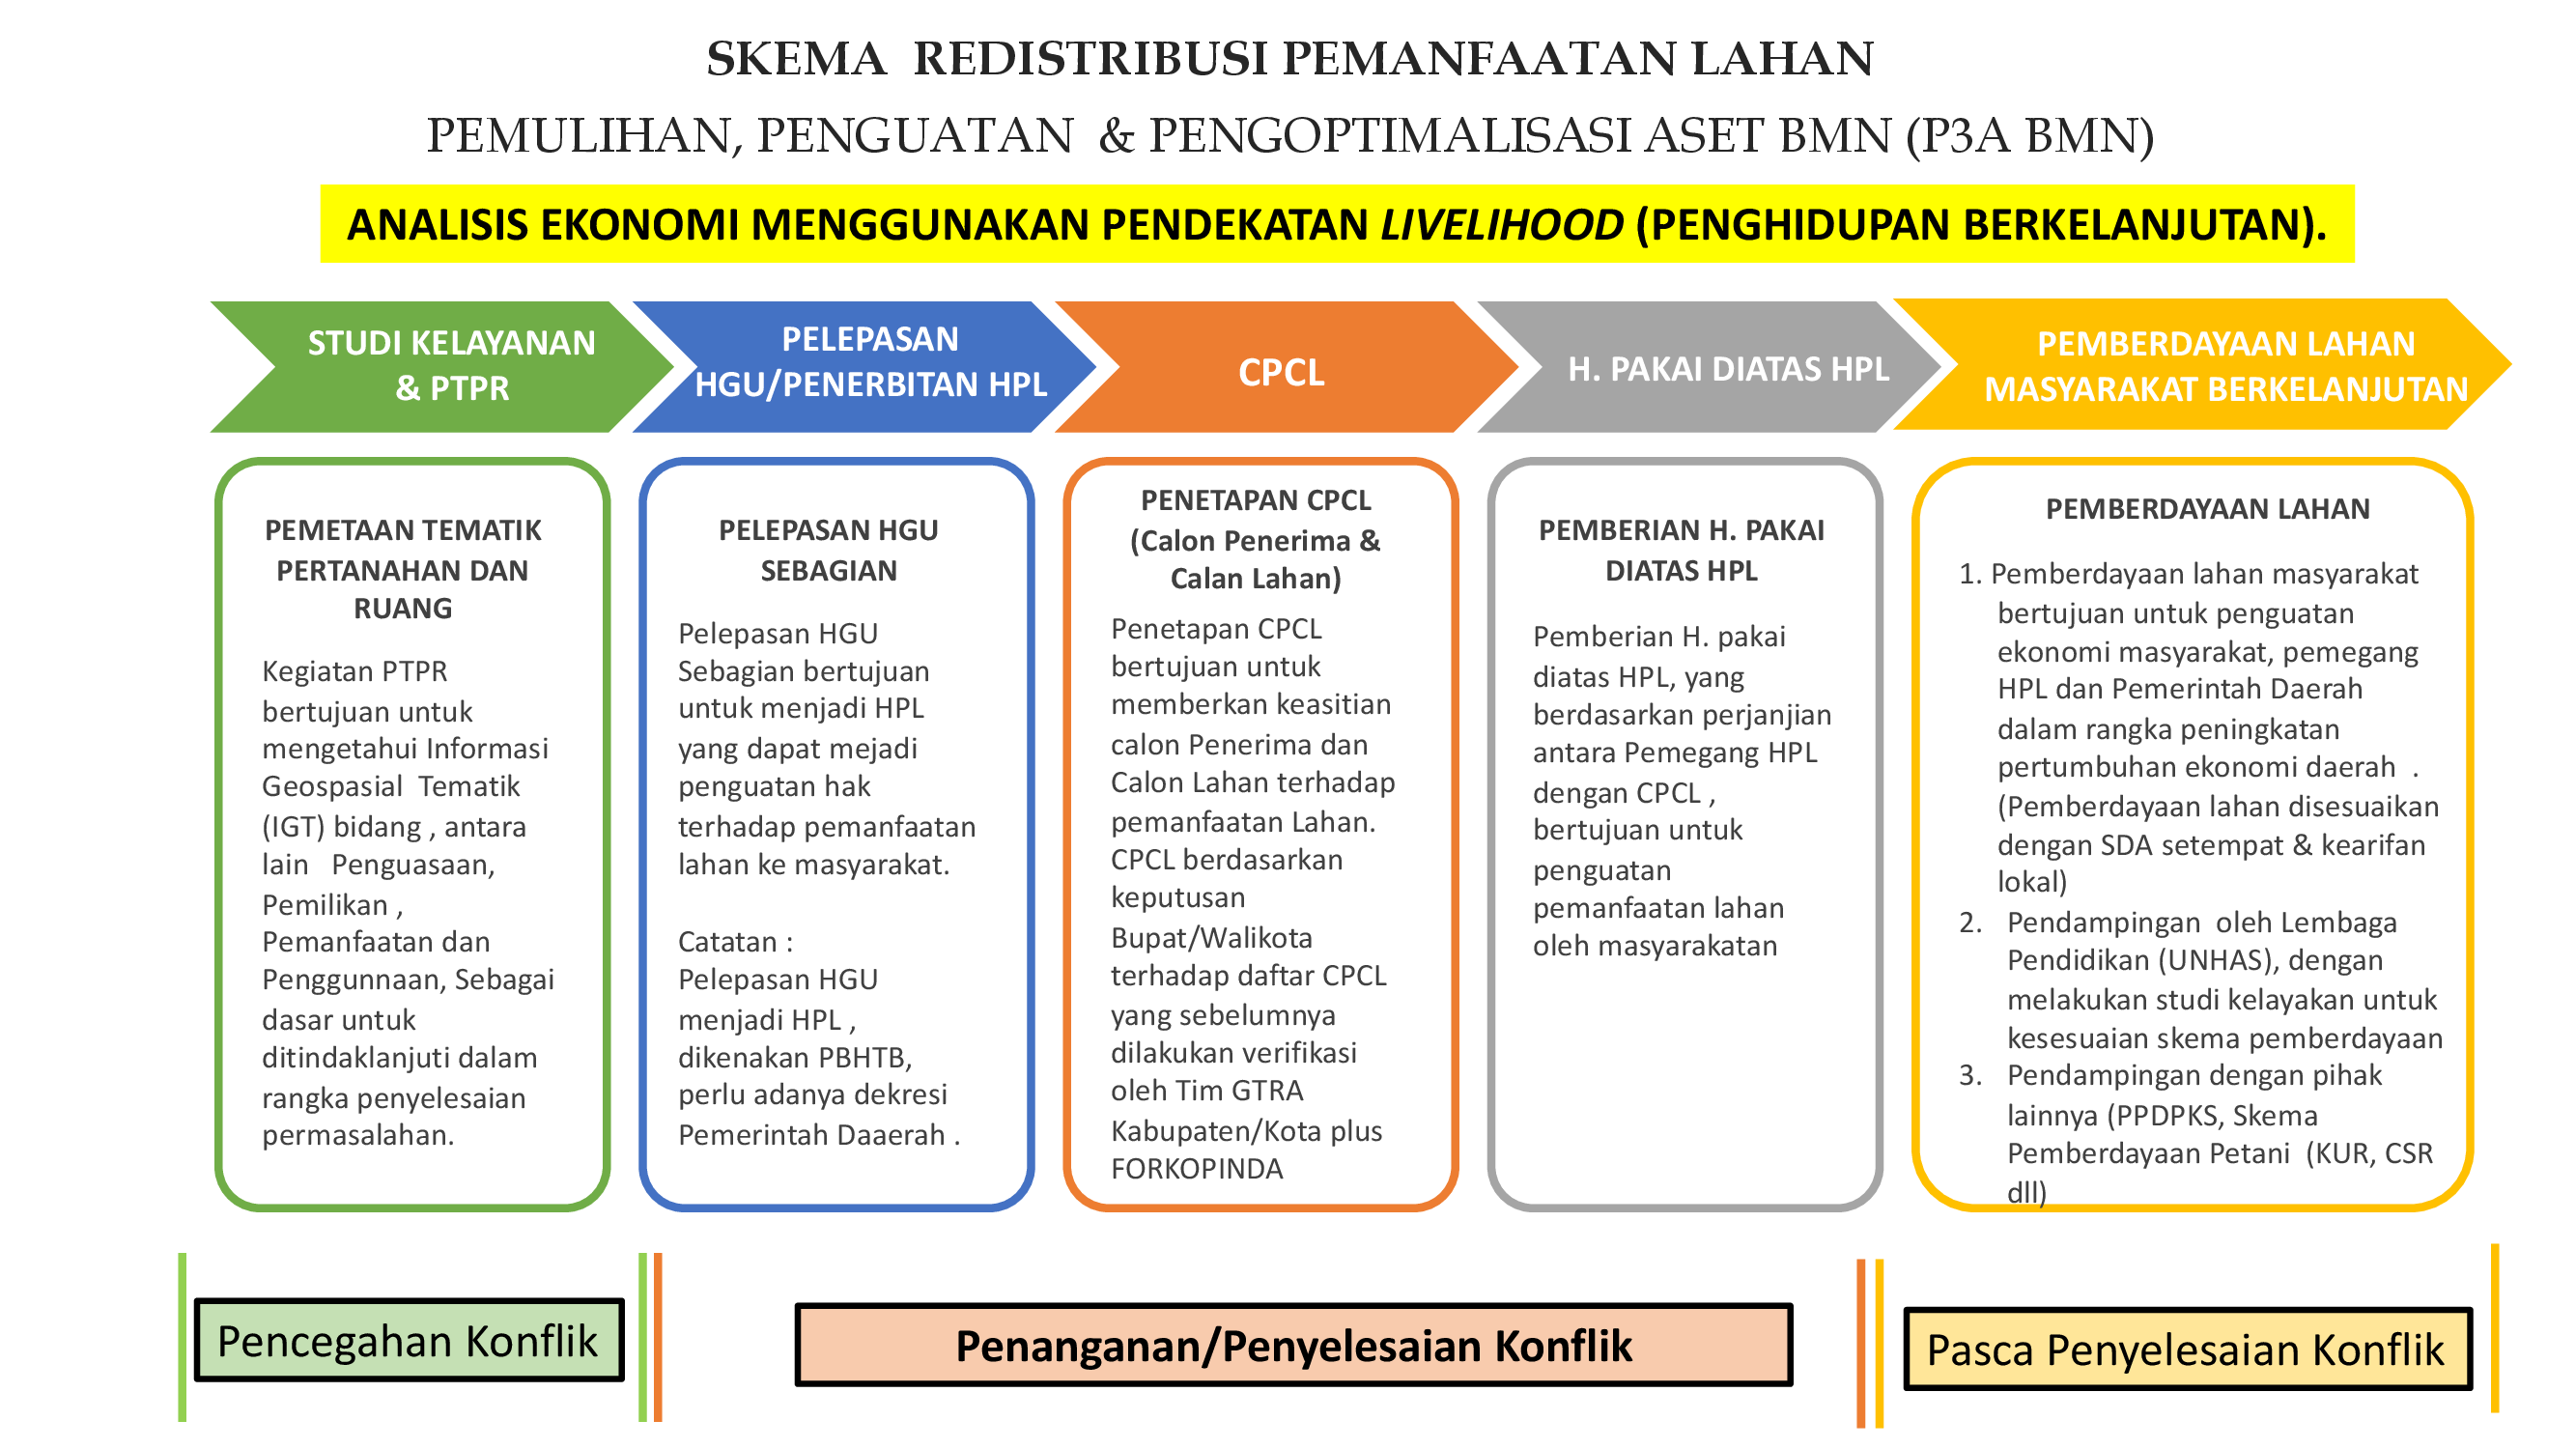 SKEMA REDISTRIBUSI PEMANFAATAN LAHAN
PEMULIHAN, PENGUATAN & PENGOPTIMALISASI ASET BMN (P3A BMN)
ANALISIS EKONOMI MENGGUNAKAN PENDEKATAN LIVELIHOOD (PENGHIDUPAN BERKELANJUTAN).
STUDI KELAYANAN
& PTPR
PELEPASAN
HGU/PENERBITAN HPL
CPCL
H. PAKAI DIATAS HPL
PEMBERDAYAAN LAHAN
MASYARAKAT BERKELANJUTAN
PEMETAAN TEMATIK
PERTANAHAN DAN
RUANG
Kegiatan PTPR
bertujuan untuk
mengetahui Informasi
Geospasial Tematik
(IGT) bidang , antara
lain Penguasaan,
Pemilikan ,
Pemanfaatan dan
Penggunnaan, Sebagai
dasar untuk
ditindaklanjuti dalam
rangka penyelesaian
permasalahan.
PELEPASAN HGU
SEBAGIAN
Pelepasan HGU
Sebagian bertujuan
untuk menjadi HPL
yang dapat mejadi
penguatan hak
terhadap pemanfaatan
lahan ke masyarakat.
Catatan :
Pelepasan HGU
menjadi HPL ,
dikenakan PBHTB,
perlu adanya dekresi
Pemerintah Daaerah .
PENETAPAN CPCL
(Calon Penerima &
Calan Lahan)
Penetapan CPCL
bertujuan untuk
memberkan keasitian
calon Penerima dan
Calon Lahan terhadap
pemanfaatan Lahan.
CPCL berdasarkan
keputusan
Bupat/Walikota
terhadap daftar CPCL
yang sebelumnya
dilakukan verifikasi
oleh Tim GTRA
Kabupaten/Kota plus
FORKOPINDA
PEMBERIAN H. PAKAI
DIATAS HPL
Pemberian H. pakai
diatas HPL, yang
berdasarkan perjanjian
antara Pemegang HPL
dengan CPCL ,
bertujuan untuk
penguatan
pemanfaatan lahan
oleh masyarakatan
PEMBERDAYAAN LAHAN
1. Pemberdayaan lahan masyarakat
bertujuan untuk penguatan
ekonomi masyarakat, pemegang
HPL dan Pemerintah Daerah
dalam rangka peningkatan
pertumbuhan ekonomi daerah .
(Pemberdayaan lahan disesuaikan
dengan SDA setempat & kearifan
lokal)
2. Pendampingan oleh Lembaga
Pendidikan (UNHAS), dengan
melakukan studi kelayakan untuk
kesesuaian skema pemberdayaan
3. Pendampingan dengan pihak
lainnya (PPDPKS, Skema
Pemberdayaan Petani (KUR, CSR
dll)
Pencegahan Konflik
Penanganan/Penyelesaian Konflik
Pasca Penyelesaian Konflik